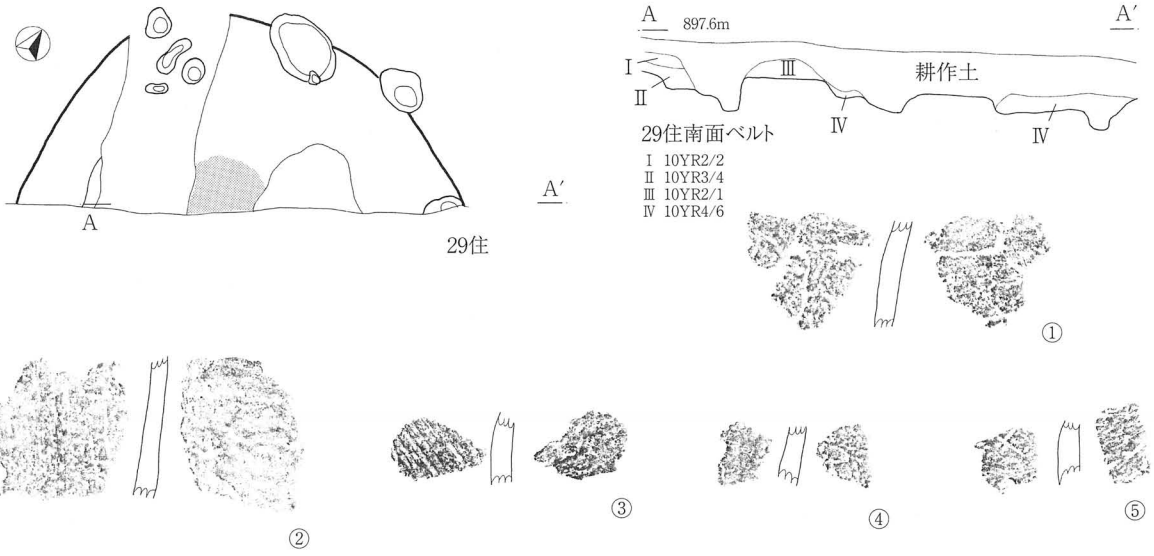 A
A′
29住
A
897.6m
A′
Ⅰ
Ⅱ
Ⅲ
耕作土
Ⅳ
Ⅳ
29住南面ベルト
Ⅰ 10YR2/2
Ⅱ 10YR3/4
Ⅲ 10YR2/1
Ⅳ 10YR4/6
①
②
③
④
⑤